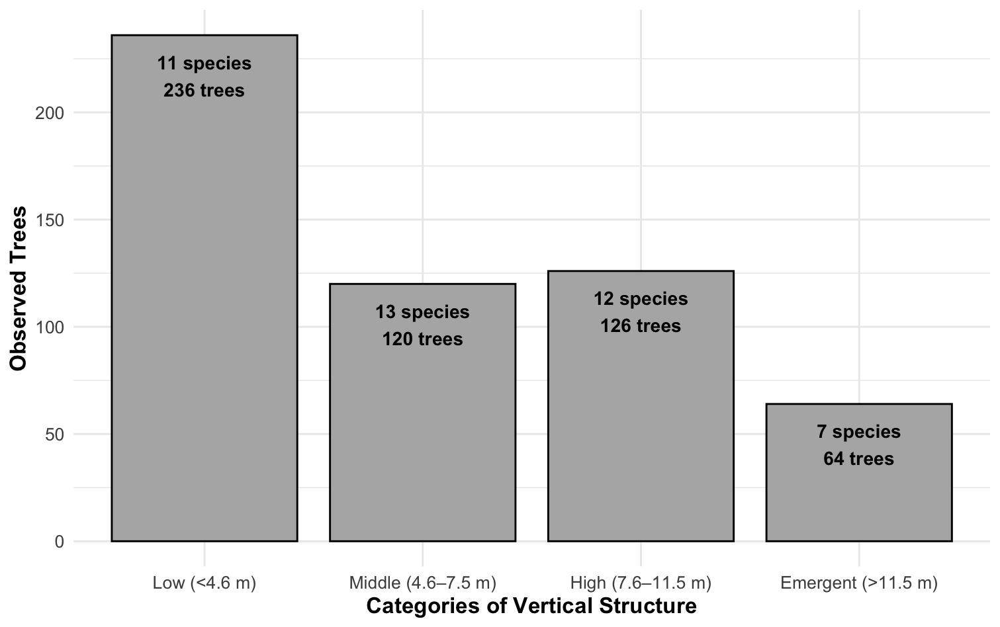 11 species
236 trees
13 species
120 trees
12 species
126 trees
7 species
64 trees
200
150
100
50
0
Observed Trees
Low (<4.6 m)
Middle (4.6–7.5 m)
High (7.6–11.5 m)
Emergent (>11.5 m)
Categories of Vertical Structure